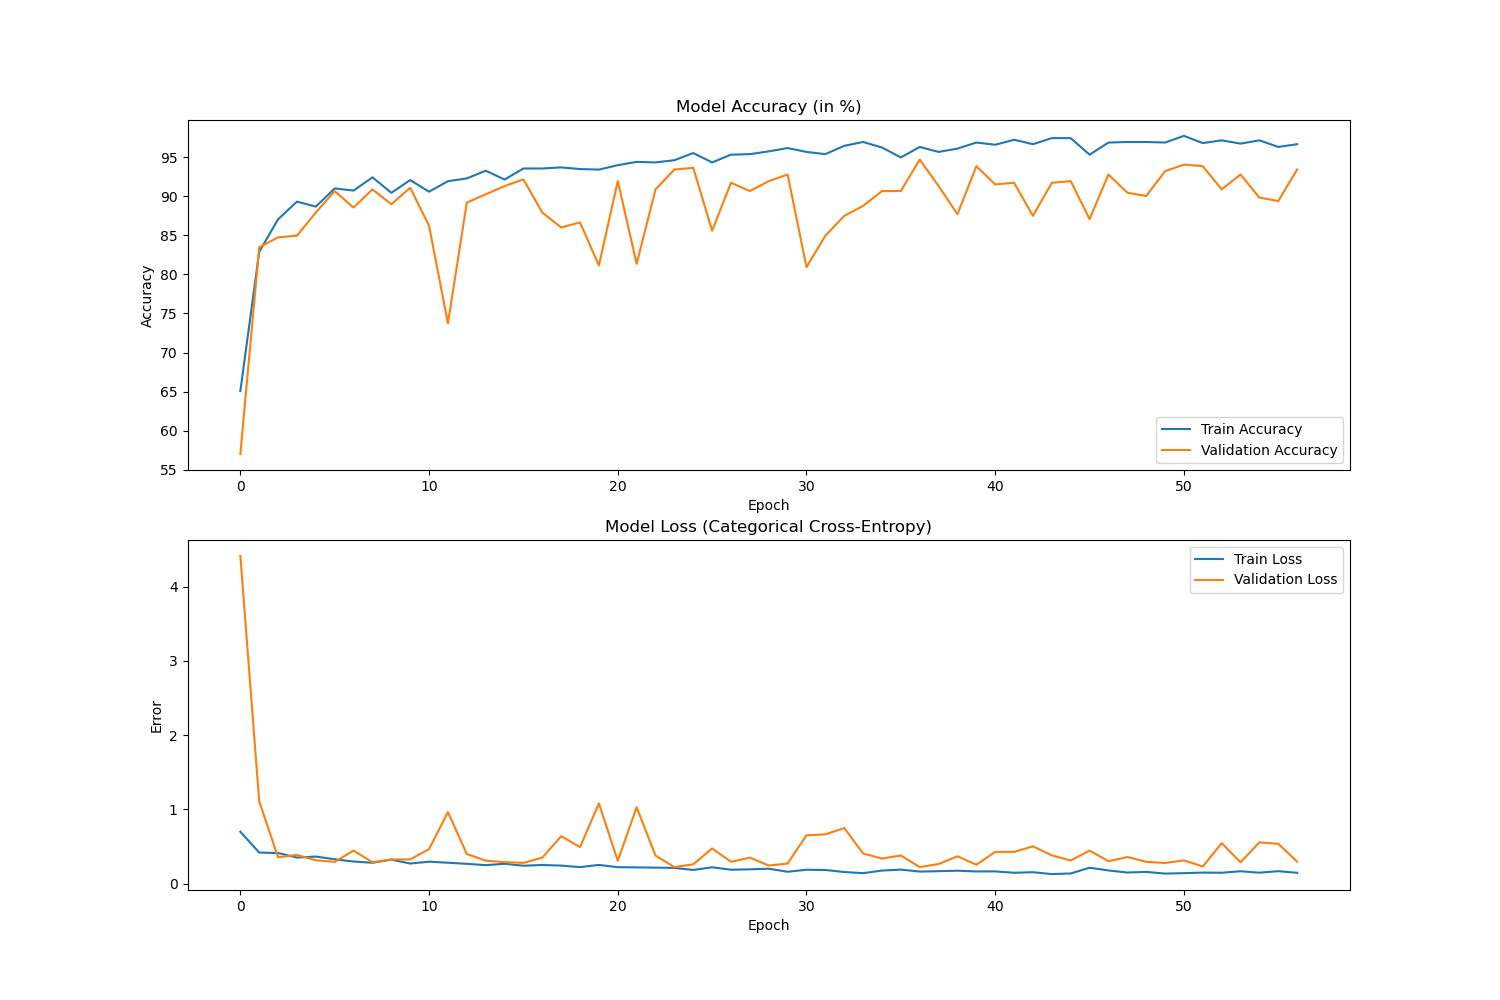 Model Accuracy (in %)
Accuracy
95
90
85
80
75
70
65
60
55
Train Accuracy
Validation Accuracy
0 10 20 30 40 50
Epoch
Model Loss (Categorical Cross-Entropy)
Error
4
3
2
1
0
Train Loss
Validation Loss
0 10 20 30 40 50
Epoch